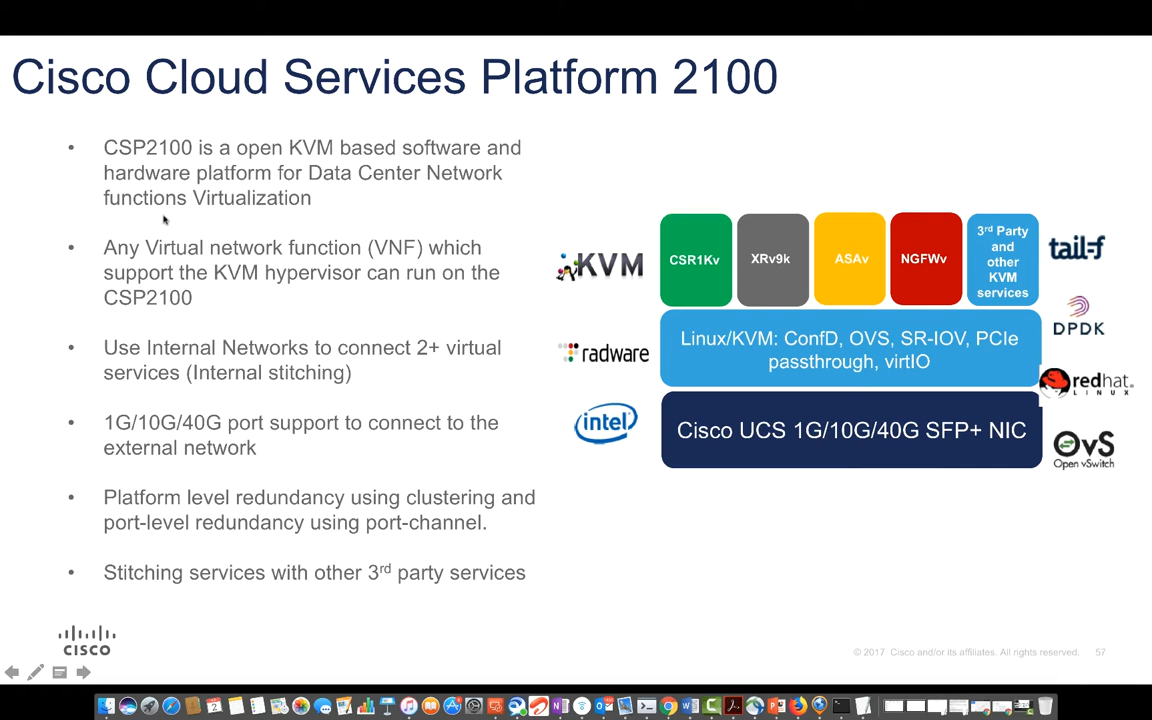 Cisco Cloud Services Platform 2100
• CSP2100 is a open KVM based software and
hardware platform for Data Center Network
functions Virtualization
• Any Virtual network function (VNF) which
support the KVM hypervisor can run on the
CSP2100
• Use Internal Networks to connect 2+ virtual
services (Internal stitching)
• 1G/10G/40G port support to connect to the
external network
• Platform level redundancy using clustering and
port-level redundancy using port-channel.
• Stitching services with other 3rd party services
KVM
radware
intel
CSR1Kv
XRv9k
ASAv
NGFWv
3rd Party
and
other
KVM
services
Linux/KVM: ConfD, OVS, SR-IOV, PCIe
passthrough, virtIO
Cisco UCS 1G/10G/40G SFP+ NIC
tail-f
DPDK
redhat.
LINUX
OvS
Open vSwitch
CISCO
© 2017 Cisco and/or its affiliates. All rights reserved. 57